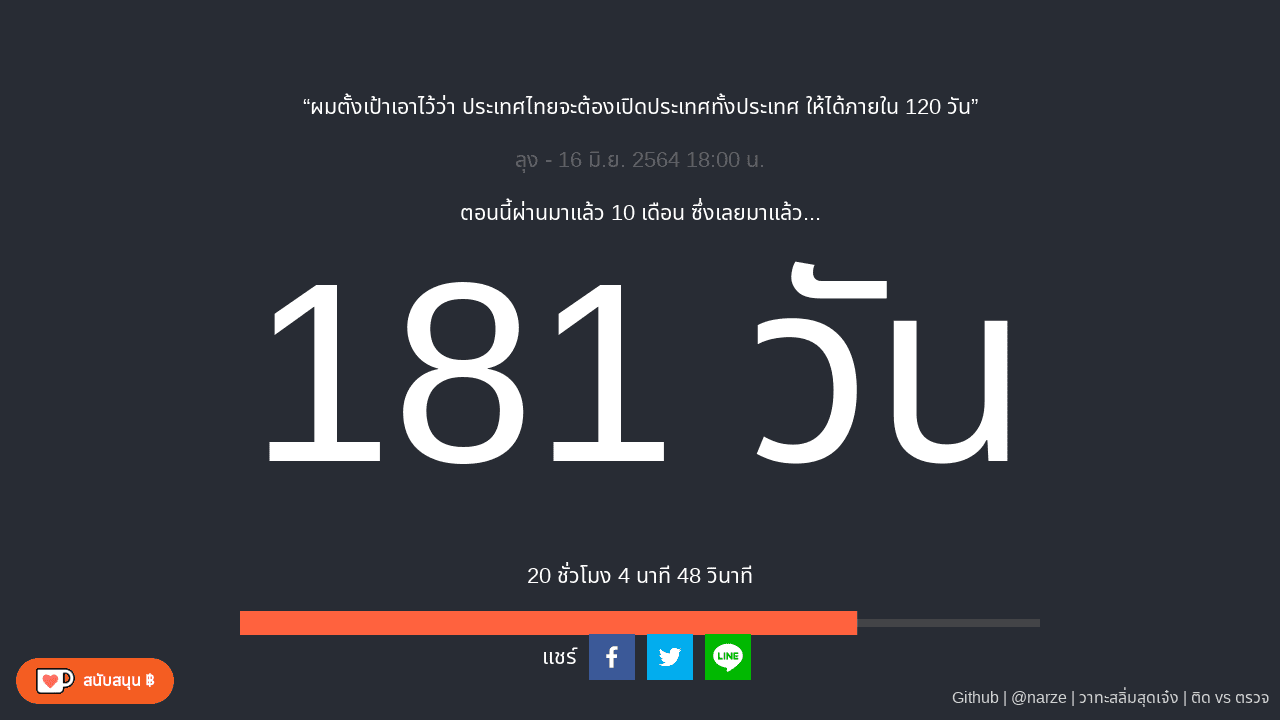 “ผมตั้งเป้าเอาไว้ว่า ประเทศไทยจะต้องเปิดประเทศทั้งประเทศ ให้ได้ภายใน 120 วัน”
ลุง - 16 มิ.ย. 2564 18:00 น.
ตอนนี้ผ่านมาแล้ว 10 เดือน ซึ่งเลยมาแล้ว...
181 วัน
20 ชั่วโมง 4 นาที 48 วินาที
แชร์
LINE
สนับสนุน ฿
Github | @narze | วาทะสลิ่มสุดเจ๋ง | ติด vs ตรวจ